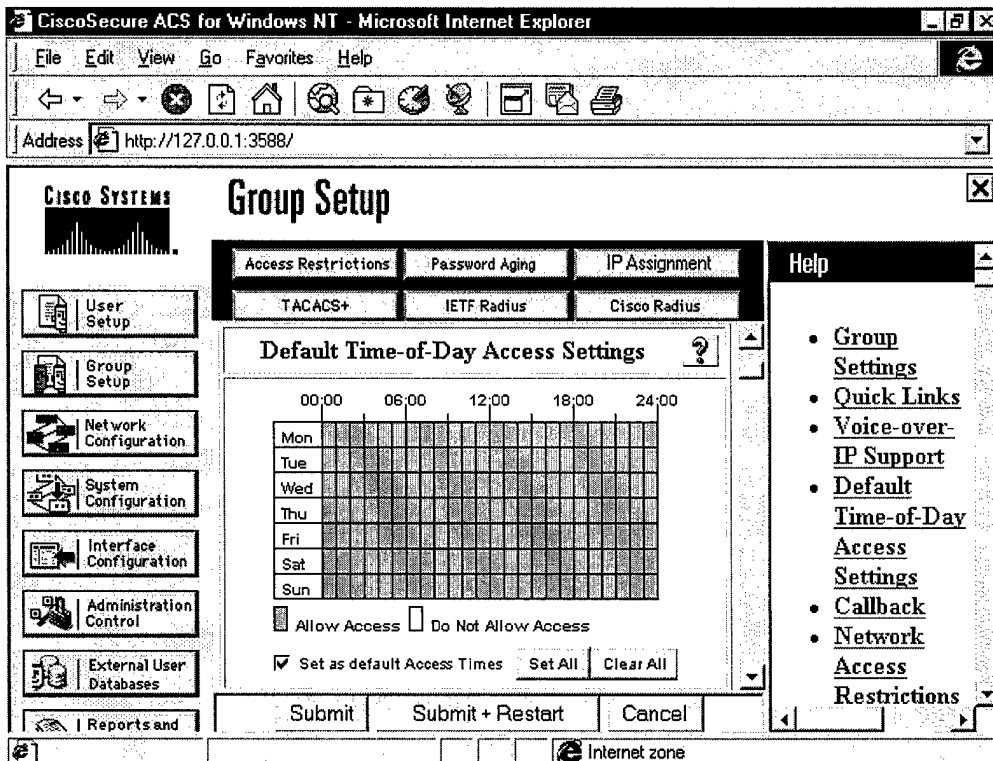 CiscoSecure ACS for Windows NT - Microsoft Internet Explorer
File Edit View Go Favorites Help
Address http://127.0.0.1:3588/
CISCO SYSTEMS
Group Setup
Access Restrictions Password Aging IP Assignment
TACACS+ IETF Radius Cisco Radius
User Setup
Group Setup
Network Configuration
System Configuration
Interface Configuration
Administration Control
External User Databases
Reports and
Default Time-of-Day Access Settings ?
00:00 06:00 12:00 18:00 24:00
Mon
Tue
Wed
Thu
Fri
Sat
Sun
Allow Access Do Not Allow Access
Set as default Access Times Set All Clear All
Submit Submit + Restart Cancel
Help
Group
Settings
Quick Links
Voice-over-
IP Support
Default
Time-of-Day
Access
Settings
Callback
Network
Access
Restrictions
Internet zone